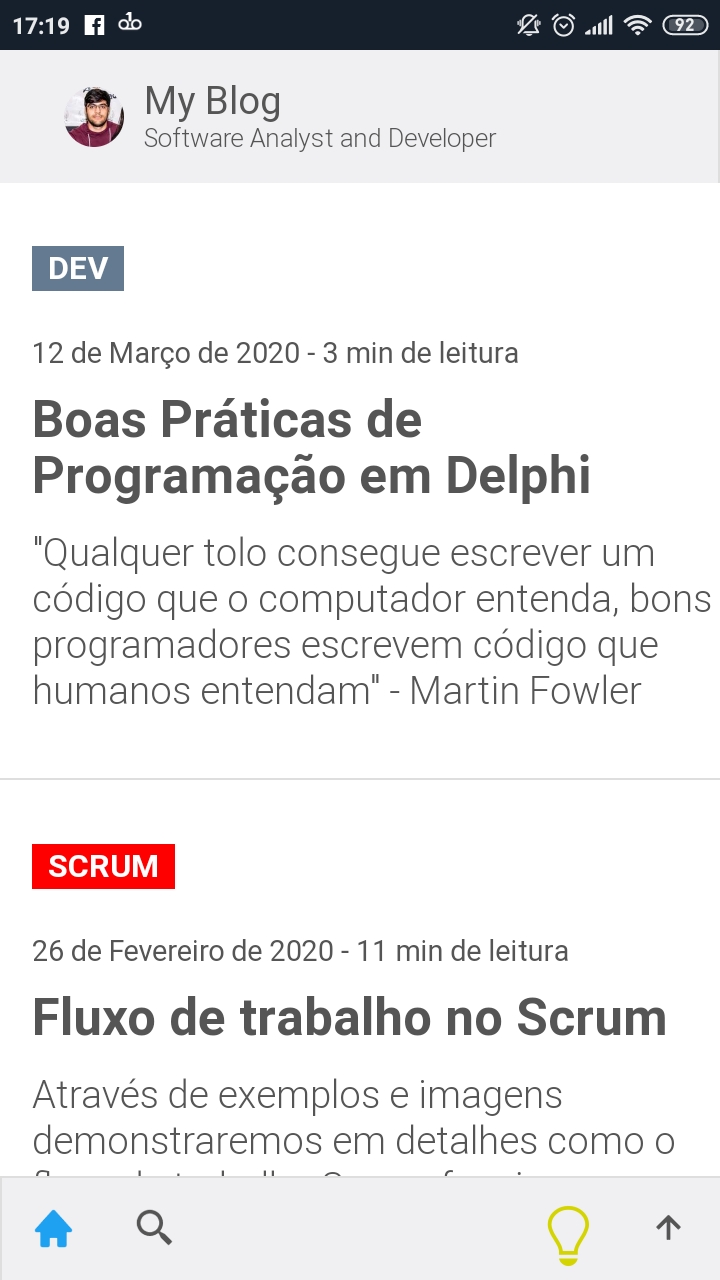 17:19
92
My Blog
Software Analyst and Developer
DEV
12 de Março de 2020 - 3 min de leitura
Boas Práticas de
Programação em Delphi
"Qualquer tolo consegue escrever um
código que o computador entenda, bons
programadores escrevem código que
humanos entendam" - Martin Fowler
SCRUM
26 de Fevereiro de 2020 - 11 min de leitura
Fluxo de trabalho no Scrum
Através de exemplos e imagens
demonstraremos em detalhes como o